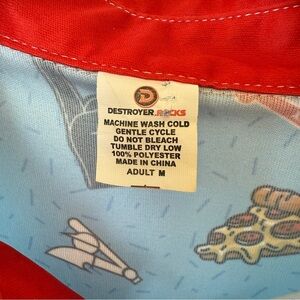 DESTROYER.ROCKS
MACHINE WASH COLD
GENTLE CYCLE
DO NOT BLEACH
TUMBLE DRY LOW
100% POLYESTER
MADE IN CHINA
ADULT M